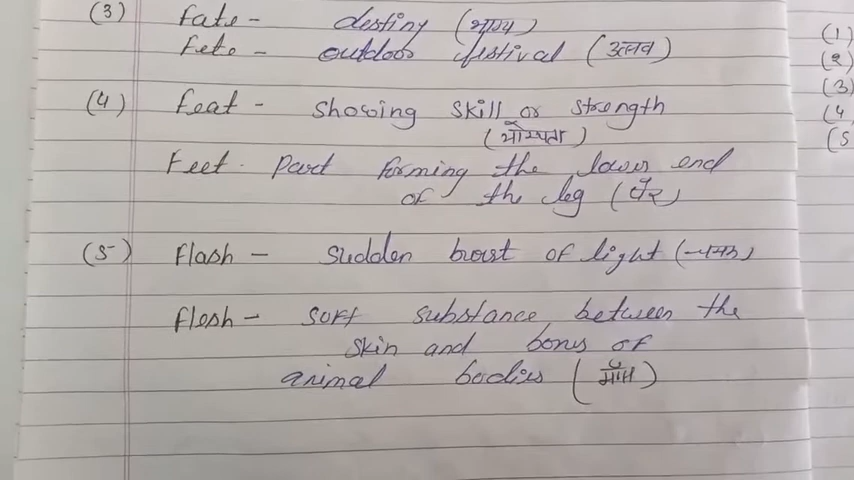 (3) Fate - destiny (भाग्य)
Fete - outdoor festival (उत्सव)
(4) Feat - showing skill or strength
(योग्यता)
Feet - part forming the lower end
of the leg (पैर)
(5) Flash - sudden burst of light (चमक)
Flesh - soft substance between the
skin and bones of
animal bodies (मांस)
(1)
(2)
(3)
(4
(5